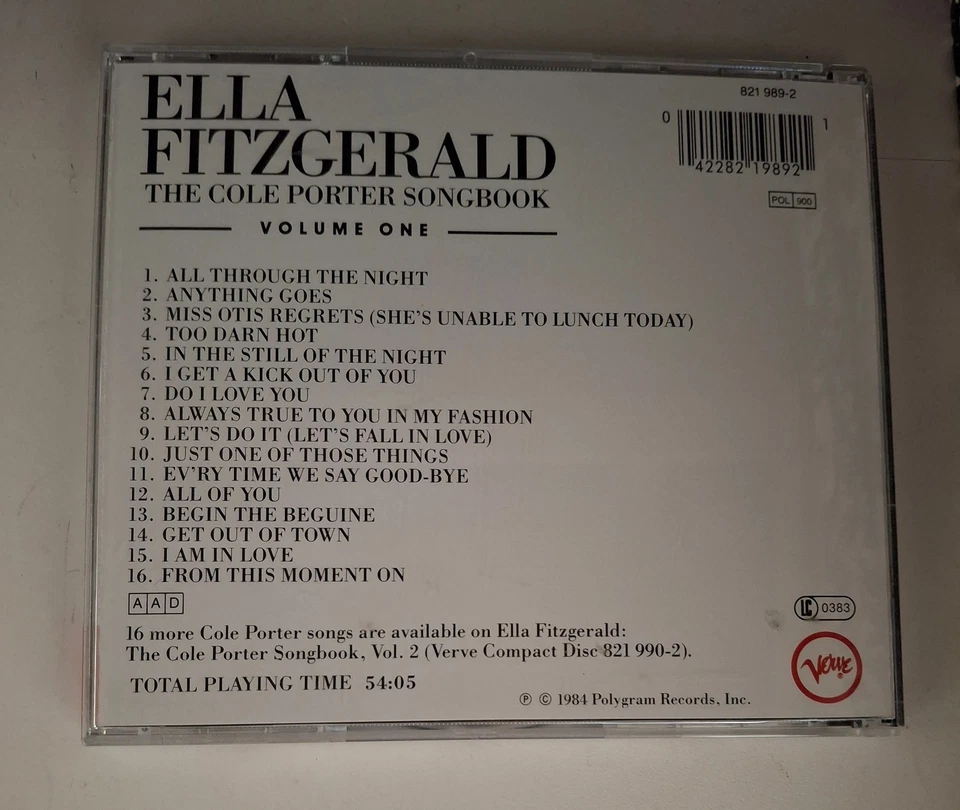 ELLA
FITZGERALD
THE COLE PORTER SONGBOOK
VOLUME ONE
821 989-2
0 42282 19892 1
POL 900
1. ALL THROUGH THE NIGHT
2. ANYTHING GOES
3. MISS OTIS REGRETS (SHE'S UNABLE TO LUNCH TODAY)
4. TOO DARN HOT
5. IN THE STILL OF THE NIGHT
6. I GET A KICK OUT OF YOU
7. DO I LOVE YOU
8. ALWAYS TRUE TO YOU IN MY FASHION
9. LET'S DO IT (LET'S FALL IN LOVE)
10. JUST ONE OF THOSE THINGS
11. EV'RY TIME WE SAY GOOD-BYE
12. ALL OF YOU
13. BEGIN THE BEGUINE
14. GET OUT OF TOWN
15. I AM IN LOVE
16. FROM THIS MOMENT ON
A A D
LC 0383
16 more Cole Porter songs are available on Ella Fitzgerald:
The Cole Porter Songbook, Vol. 2 (Verve Compact Disc 821 990-2).
Verve®
TOTAL PLAYING TIME 54:05
℗ © 1984 Polygram Records, Inc.